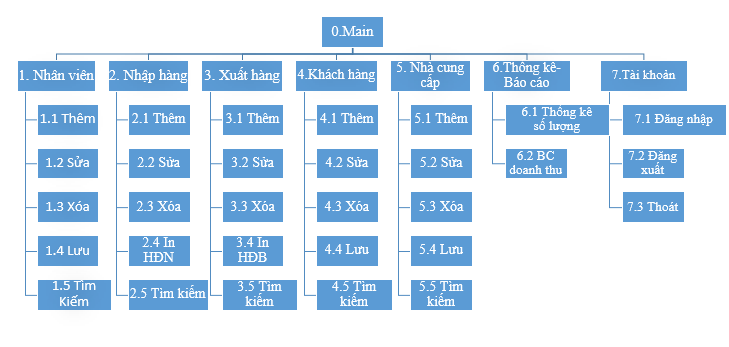 0.Main
1. Nhân viên
1.1 Thêm
1.2 Sửa
1.3 Xóa
1.4 Lưu
1.5 Tìm
Kiếm
2. Nhập hàng
2.1 Thêm
2.2 Sửa
2.3 Xóa
2.4 In
HĐN
2.5 Tìm kiếm
3. Xuất hàng
3.1 Thêm
3.2 Sửa
3.3 Xóa
3.4 In
HĐB
3.5 Tìm
kiếm
4.Khách hàng
4.1 Thêm
4.2 Sửa
4.3 Xóa
4.4 Lưu
4.5 Tìm
kiếm
5. Nhà cung
cấp
5.1 Thêm
5.2 Sửa
5.3 Xóa
5.4 Lưu
5.5 Tìm
kiếm
6.Thống kê-
Báo cáo
6.1 Thống kê
số lượng
6.2 BC
doanh thu
7.Tài khoản
7.1 Đăng nhập
7.2 Đăng
xuất
7.3 Thoát